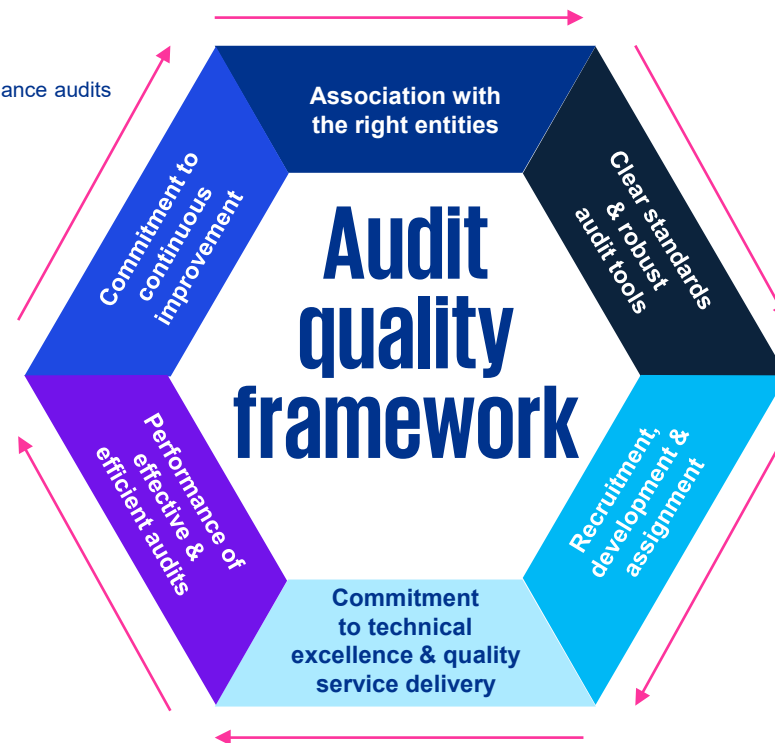 ance audits
Association with
the right entities
Clear standards
& robust
audit tools
Recruitment,
development &
assignment
Commitment
to technical
excellence & quality
service delivery
Performance of
effective &
efficient audits
Commitment to
continuous
improvement
Audit
quality
framework